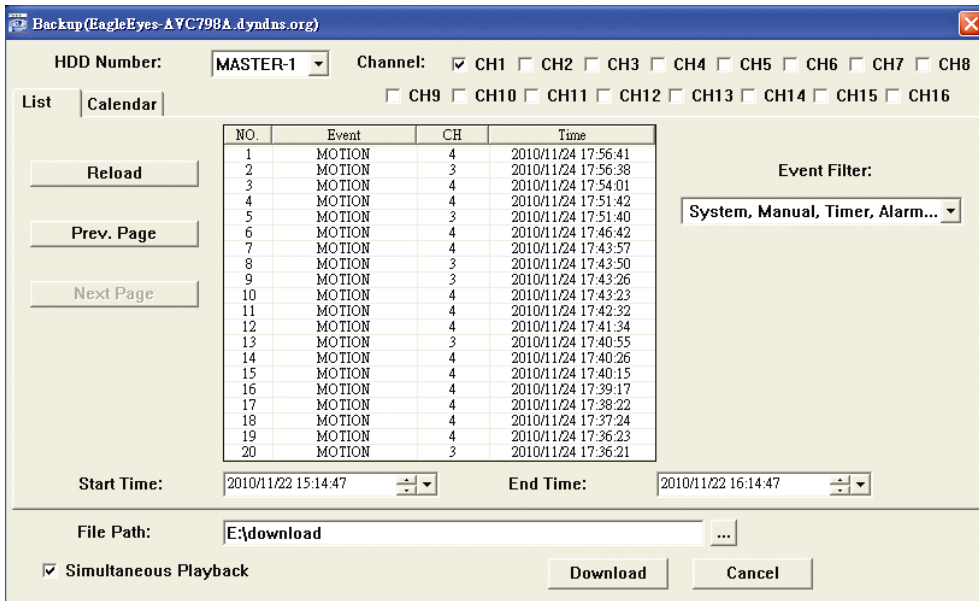 Backup(EagleEyes-AVC798A.dyndns.org)
HDD Number: MASTER-1 Channel: CH1 CH2 CH3 CH4 CH5 CH6 CH7 CH8
List Calendar CH9 CH10 CH11 CH12 CH13 CH14 CH15 CH16
NO. Event CH Time
1 MOTION 4 2010/11/24 17:56:41
2 MOTION 3 2010/11/24 17:56:38
3 MOTION 4 2010/11/24 17:54:01
4 MOTION 4 2010/11/24 17:51:42
5 MOTION 3 2010/11/24 17:51:40
6 MOTION 4 2010/11/24 17:46:42
7 MOTION 4 2010/11/24 17:43:57
8 MOTION 3 2010/11/24 17:43:50
9 MOTION 3 2010/11/24 17:43:26
10 MOTION 4 2010/11/24 17:43:23
11 MOTION 4 2010/11/24 17:42:32
12 MOTION 4 2010/11/24 17:41:34
13 MOTION 3 2010/11/24 17:40:55
14 MOTION 4 2010/11/24 17:40:26
15 MOTION 4 2010/11/24 17:40:15
16 MOTION 4 2010/11/24 17:39:17
17 MOTION 4 2010/11/24 17:38:22
18 MOTION 4 2010/11/24 17:37:24
19 MOTION 4 2010/11/24 17:36:23
20 MOTION 3 2010/11/24 17:36:21
Reload
Prev. Page
Next Page
Event Filter:
System, Manual, Timer, Alarm...
Start Time: 2010/11/22 15:14:47 End Time: 2010/11/22 16:14:47
File Path: E:\download ...
Simultaneous Playback Download Cancel